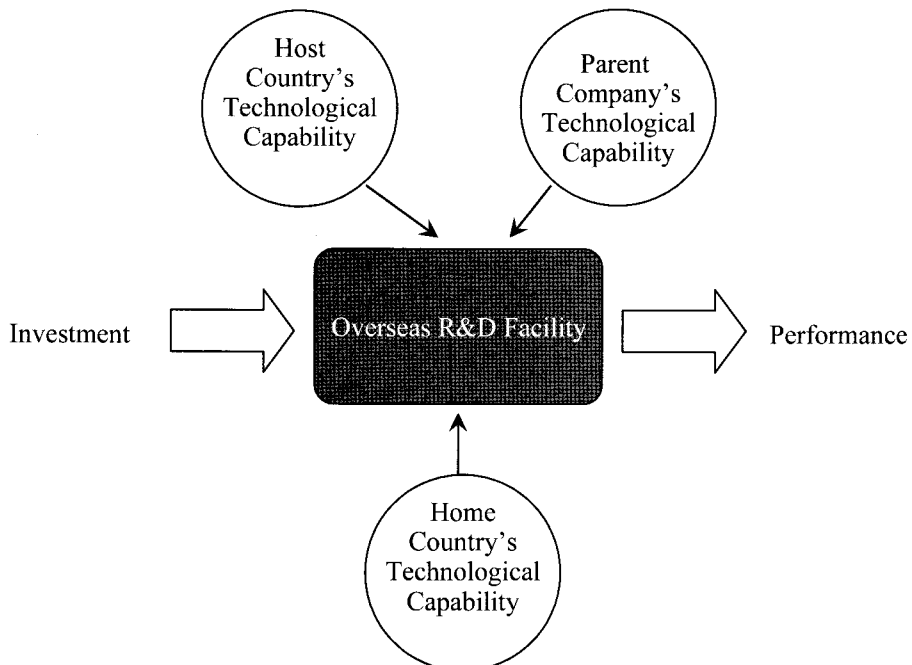 Host
Country's
Technological
Capability
Parent
Company's
Technological
Capability
Investment
Overseas R&D Facility
Performance
Home
Country's
Technological
Capability